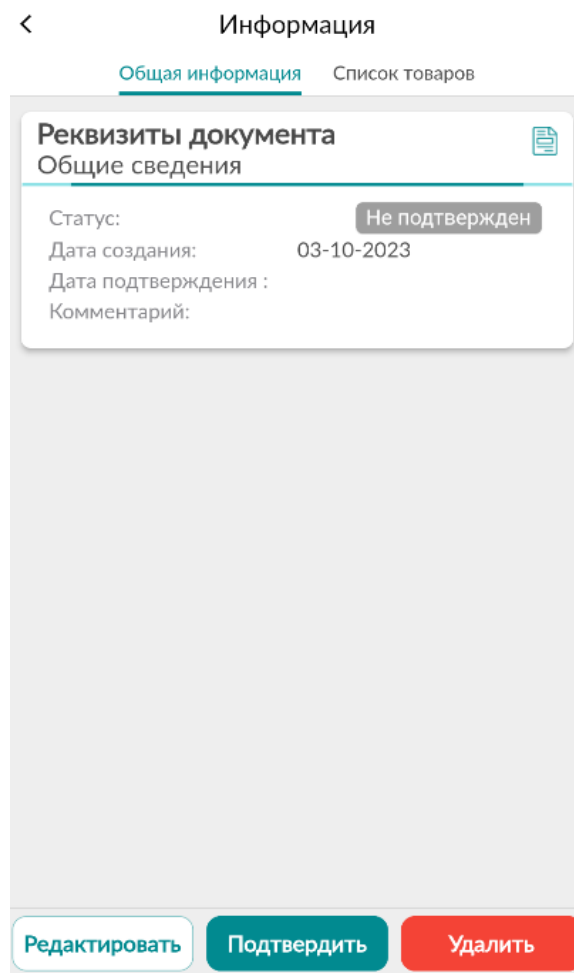 Информация
Общая информация Список товаров
Реквизиты документа
Общие сведения
Статус: Не подтвержден
Дата создания: 03-10-2023
Дата подтверждения :
Комментарий:
Редактировать Подтвердить Удалить